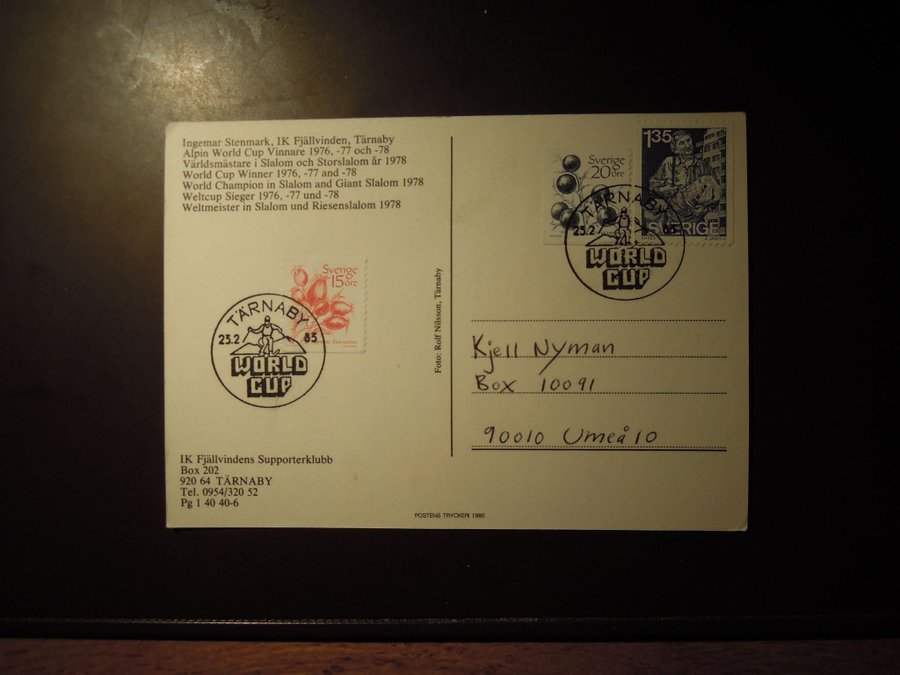 Ingemar Stenmark, IK Fjällvinden, Tärnaby
Alpin World Cup Vinnare 1976, -77 och -78
Världsmästare i Slalom och Storslalom år 1978
World Cup Winner 1976, -77 and -78
World Champion in Slalom and Giant Slalom 1978
Weltcup Sieger 1976, -77 und -78
Weltmeister in Slalom und Riesenslalom 1978
Sverige
15 öre
TÄRNABY
23.2 83
WORLD
CUP
IK Fjällvindens Supporterklubb
Box 202
920 64 TÄRNABY
Tel. 0954/320 52
Pg 1 40 40-6
Foto: Rolf Nilsson, Tärnaby
POSTENS TRYCKERI 1980
Sverige
20 öre
135
SVERIGE
TÄRNABY
23.2 83
WORLD
CUP
Kjell Nyman
Box 10091
90010 Umeå 10